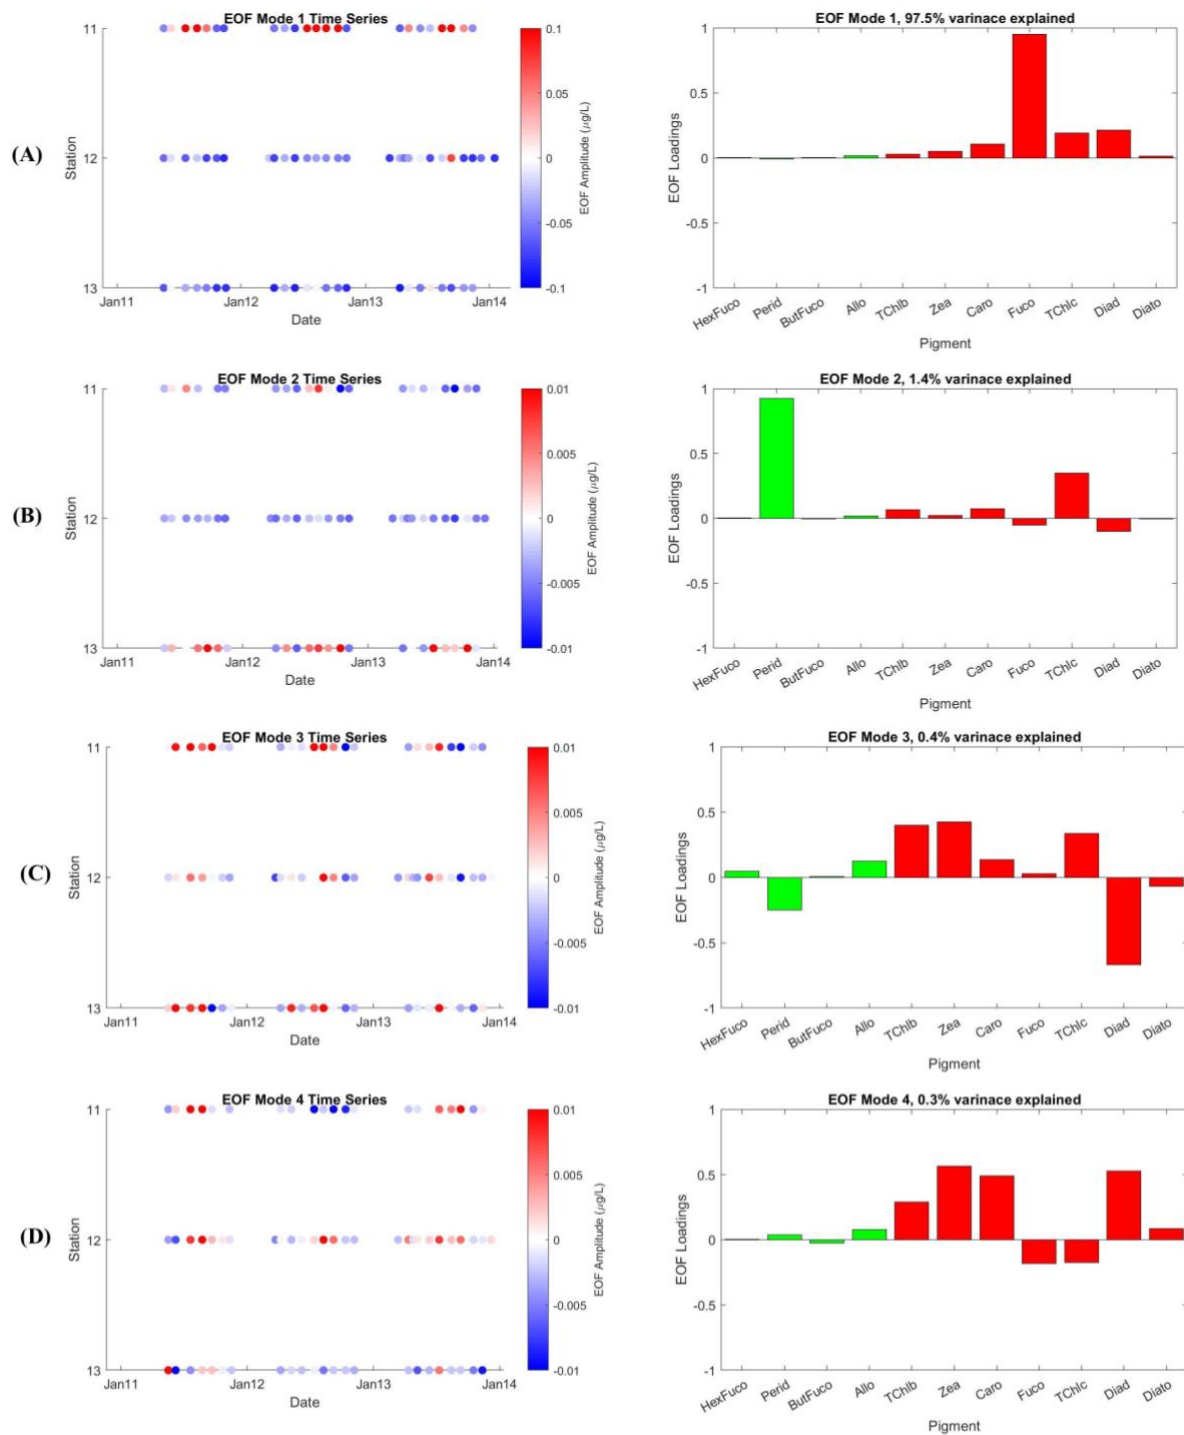 EOF Mode 1 Time Series
EOF Mode 1, 97.5% varinace explained
(A)
11
12
13
Station
Jan11 Jan12 Jan13 Jan14
Date
0.1
0.05
0
-0.05
-0.1
EOF Amplitude (µg/L)
1
0.5
0
-0.5
-1
EOF Loadings
HexFuco Perid ButFuco Allo TChlb Zea Caro Fuco TChlc Diad Diato
Pigment
EOF Mode 2 Time Series
EOF Mode 2, 1.4% varinace explained
(B)
11
12
13
Station
Jan11 Jan12 Jan13 Jan14
Date
0.01
0.005
0
-0.005
-0.01
EOF Amplitude (µg/L)
1
0.5
0
-0.5
-1
EOF Loadings
HexFuco Perid ButFuco Allo TChlb Zea Caro Fuco TChlc Diad Diato
Pigment
EOF Mode 3 Time Series
EOF Mode 3, 0.4% varinace explained
(C)
11
12
13
Station
Jan11 Jan12 Jan13 Jan14
Date
0.01
0.005
0
-0.005
-0.01
EOF Amplitude (µg/L)
1
0.5
0
-0.5
-1
EOF Loadings
HexFuco Perid ButFuco Allo TChlb Zea Caro Fuco TChlc Diad Diato
Pigment
EOF Mode 4 Time Series
EOF Mode 4, 0.3% varinace explained
(D)
11
12
13
Station
Jan11 Jan12 Jan13 Jan14
Date
0.01
0.005
0
-0.005
-0.01
EOF Amplitude (µg/L)
1
0.5
0
-0.5
-1
EOF Loadings
HexFuco Perid ButFuco Allo TChlb Zea Caro Fuco TChlc Diad Diato
Pigment